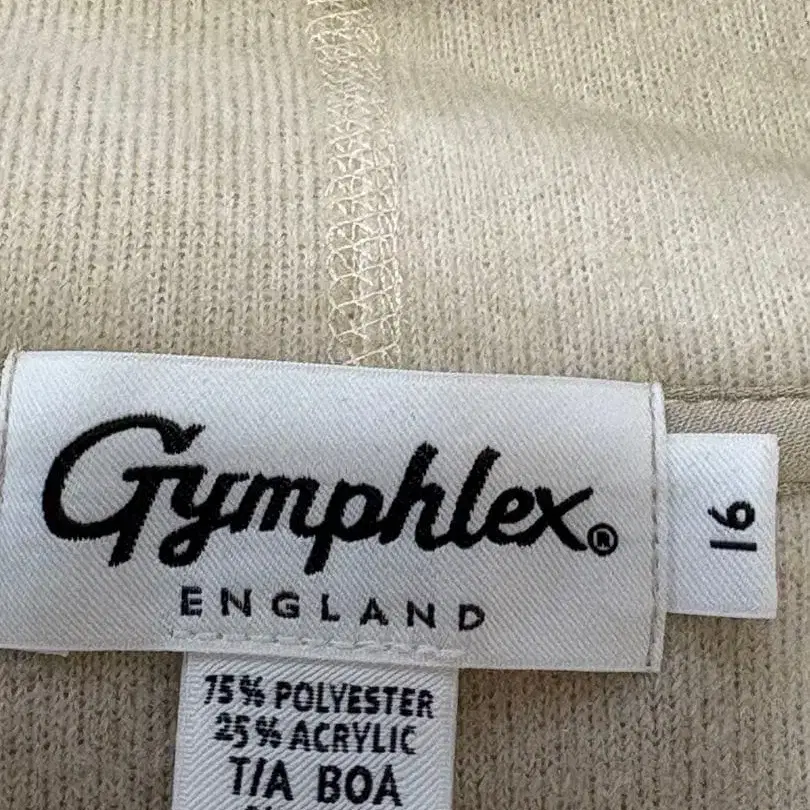 Gymphlex®
ENGLAND
16
75% POLYESTER
25% ACRYLIC
T/A BOA